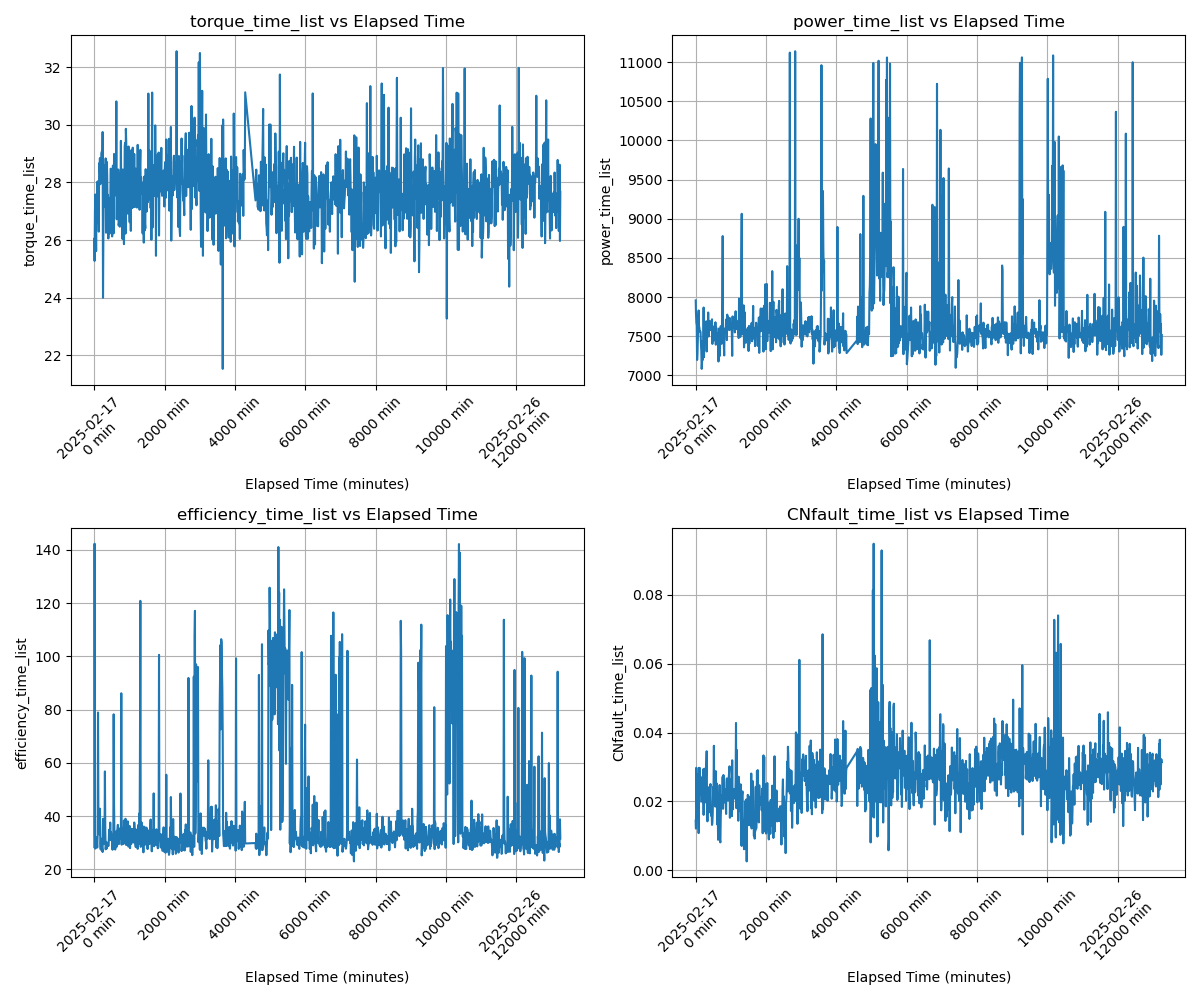 torque_time_list vs Elapsed Time
torque_time_list
32
30
28
26
24
22
2025-02-17
0 min
2000 min
4000 min
6000 min
8000 min
10000 min
2025-02-26
12000 min
Elapsed Time (minutes)
power_time_list vs Elapsed Time
power_time_list
11000
10500
10000
9500
9000
8500
8000
7500
7000
2025-02-17
0 min
2000 min
4000 min
6000 min
8000 min
10000 min
2025-02-26
12000 min
Elapsed Time (minutes)
efficiency_time_list vs Elapsed Time
efficiency_time_list
140
120
100
80
60
40
20
2025-02-17
0 min
2000 min
4000 min
6000 min
8000 min
10000 min
2025-02-26
12000 min
Elapsed Time (minutes)
CNfault_time_list vs Elapsed Time
CNfault_time_list
0.08
0.06
0.04
0.02
0.00
2025-02-17
0 min
2000 min
4000 min
6000 min
8000 min
10000 min
2025-02-26
12000 min
Elapsed Time (minutes)